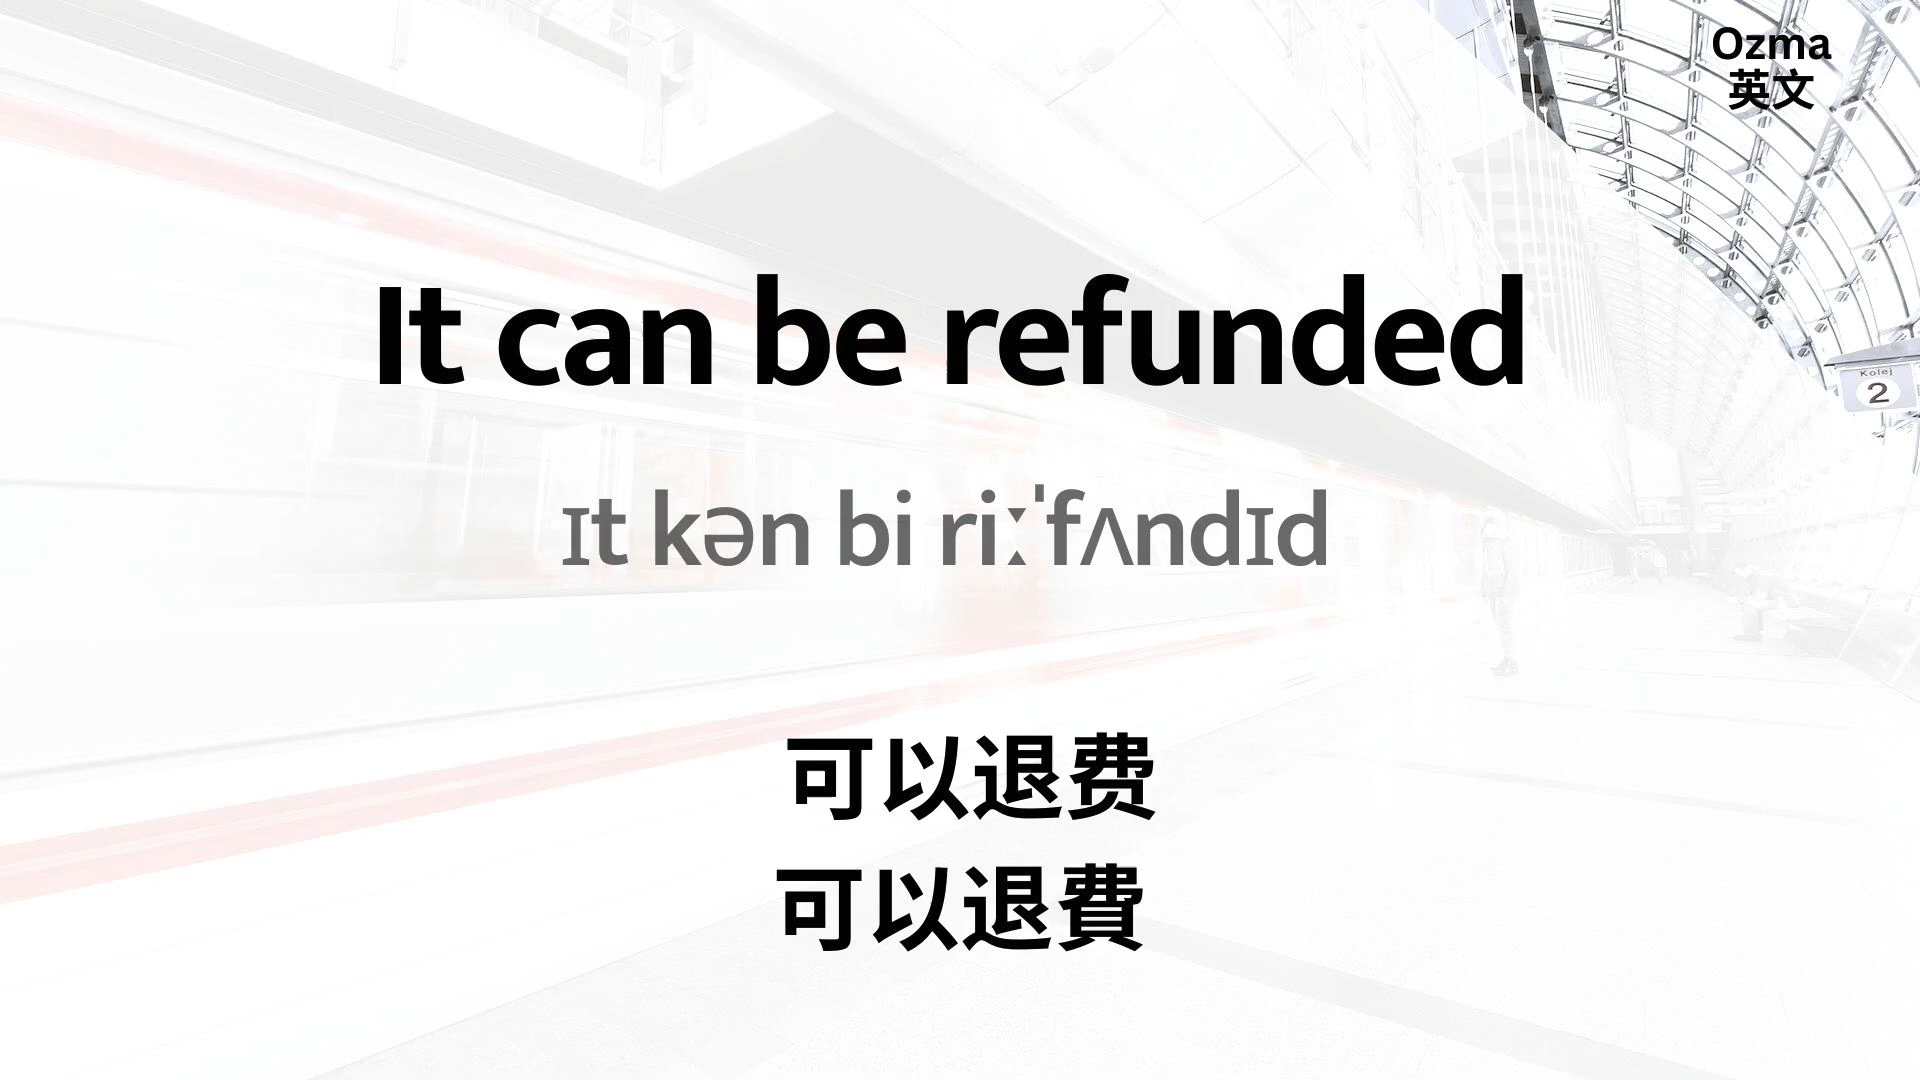 Ozma
英文
It can be refunded
ɪt kən bi riːˈfʌndɪd
可以退费
可以退費
Kolej
2